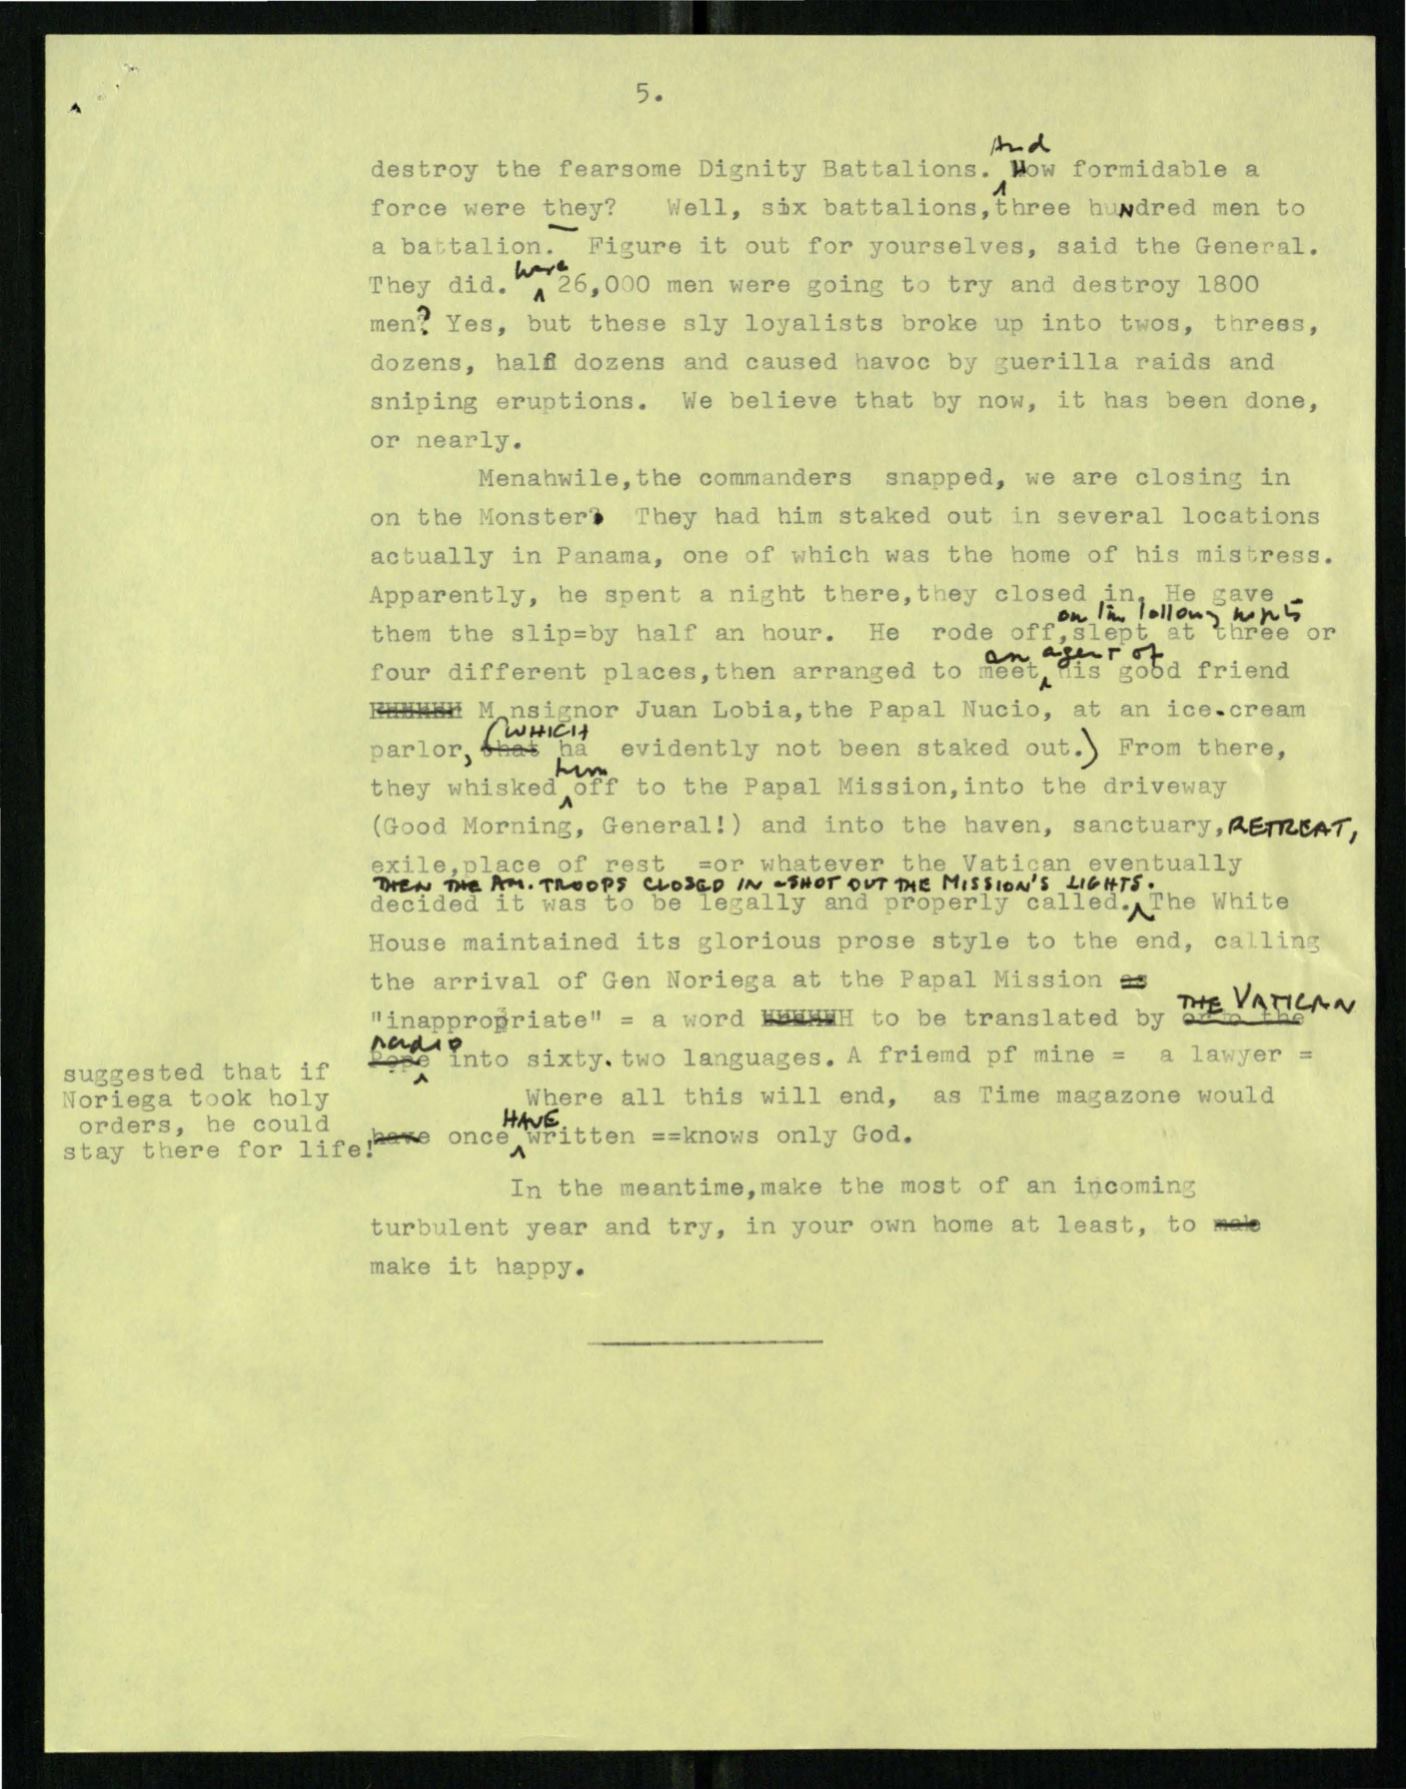 5.
And
destroy the fearsome Dignity Battalions. How formidable a
force were they? Well, six battalions,three huNdred men to
a battalion. Figure it out for yourselves, said the General.
were
They did. 26,000 men were going to try and destroy 1800
men? Yes, but these sly loyalists broke up into twos, threes,
dozens, half dozens and caused havoc by guerilla raids and
sniping eruptions. We believe that by now, it has been done,
or nearly.
Menahwile,the commanders snapped, we are closing in
on the Monster. They had him staked out in several locations
actually in Panama, one of which was the home of his mistress.
Apparently, he spent a night there,they closed in. He gave
on the following nights
them the slip=by half an hour. He rode off,slept at three or
an agent of
four different places,then arranged to meet his good friend
M nsignor Juan Lobia,the Papal Nucio, at an ice-cream
(WHICH
parlor, that ha evidently not been staked out.) From there,
him
they whisked off to the Papal Mission,into the driveway
(Good Morning, General!) and into the haven, sanctuary, RETREAT,
exile,place of rest =or whatever the Vatican eventually
THEN THE AM. TROOPS CLOSED IN - SHOT OUT THE MISSION'S LIGHTS.
decided it was to be legally and properly called. The White
House maintained its glorious prose style to the end, calling
the arrival of Gen Noriega at the Papal Mission as
THE VATICAN
"inappropriate" = a word HHHHHH to be translated by the
radio
Pope into sixty.two languages. A friemd pf mine = a lawyer =
suggested that if
Noriega took holy
orders, he could
stay there for life!
Where all this will end, as Time magazone would
HAVE
have once written ==knows only God.
In the meantime,make the most of an incoming
turbulent year and try, in your own home at least, to make
make it happy.